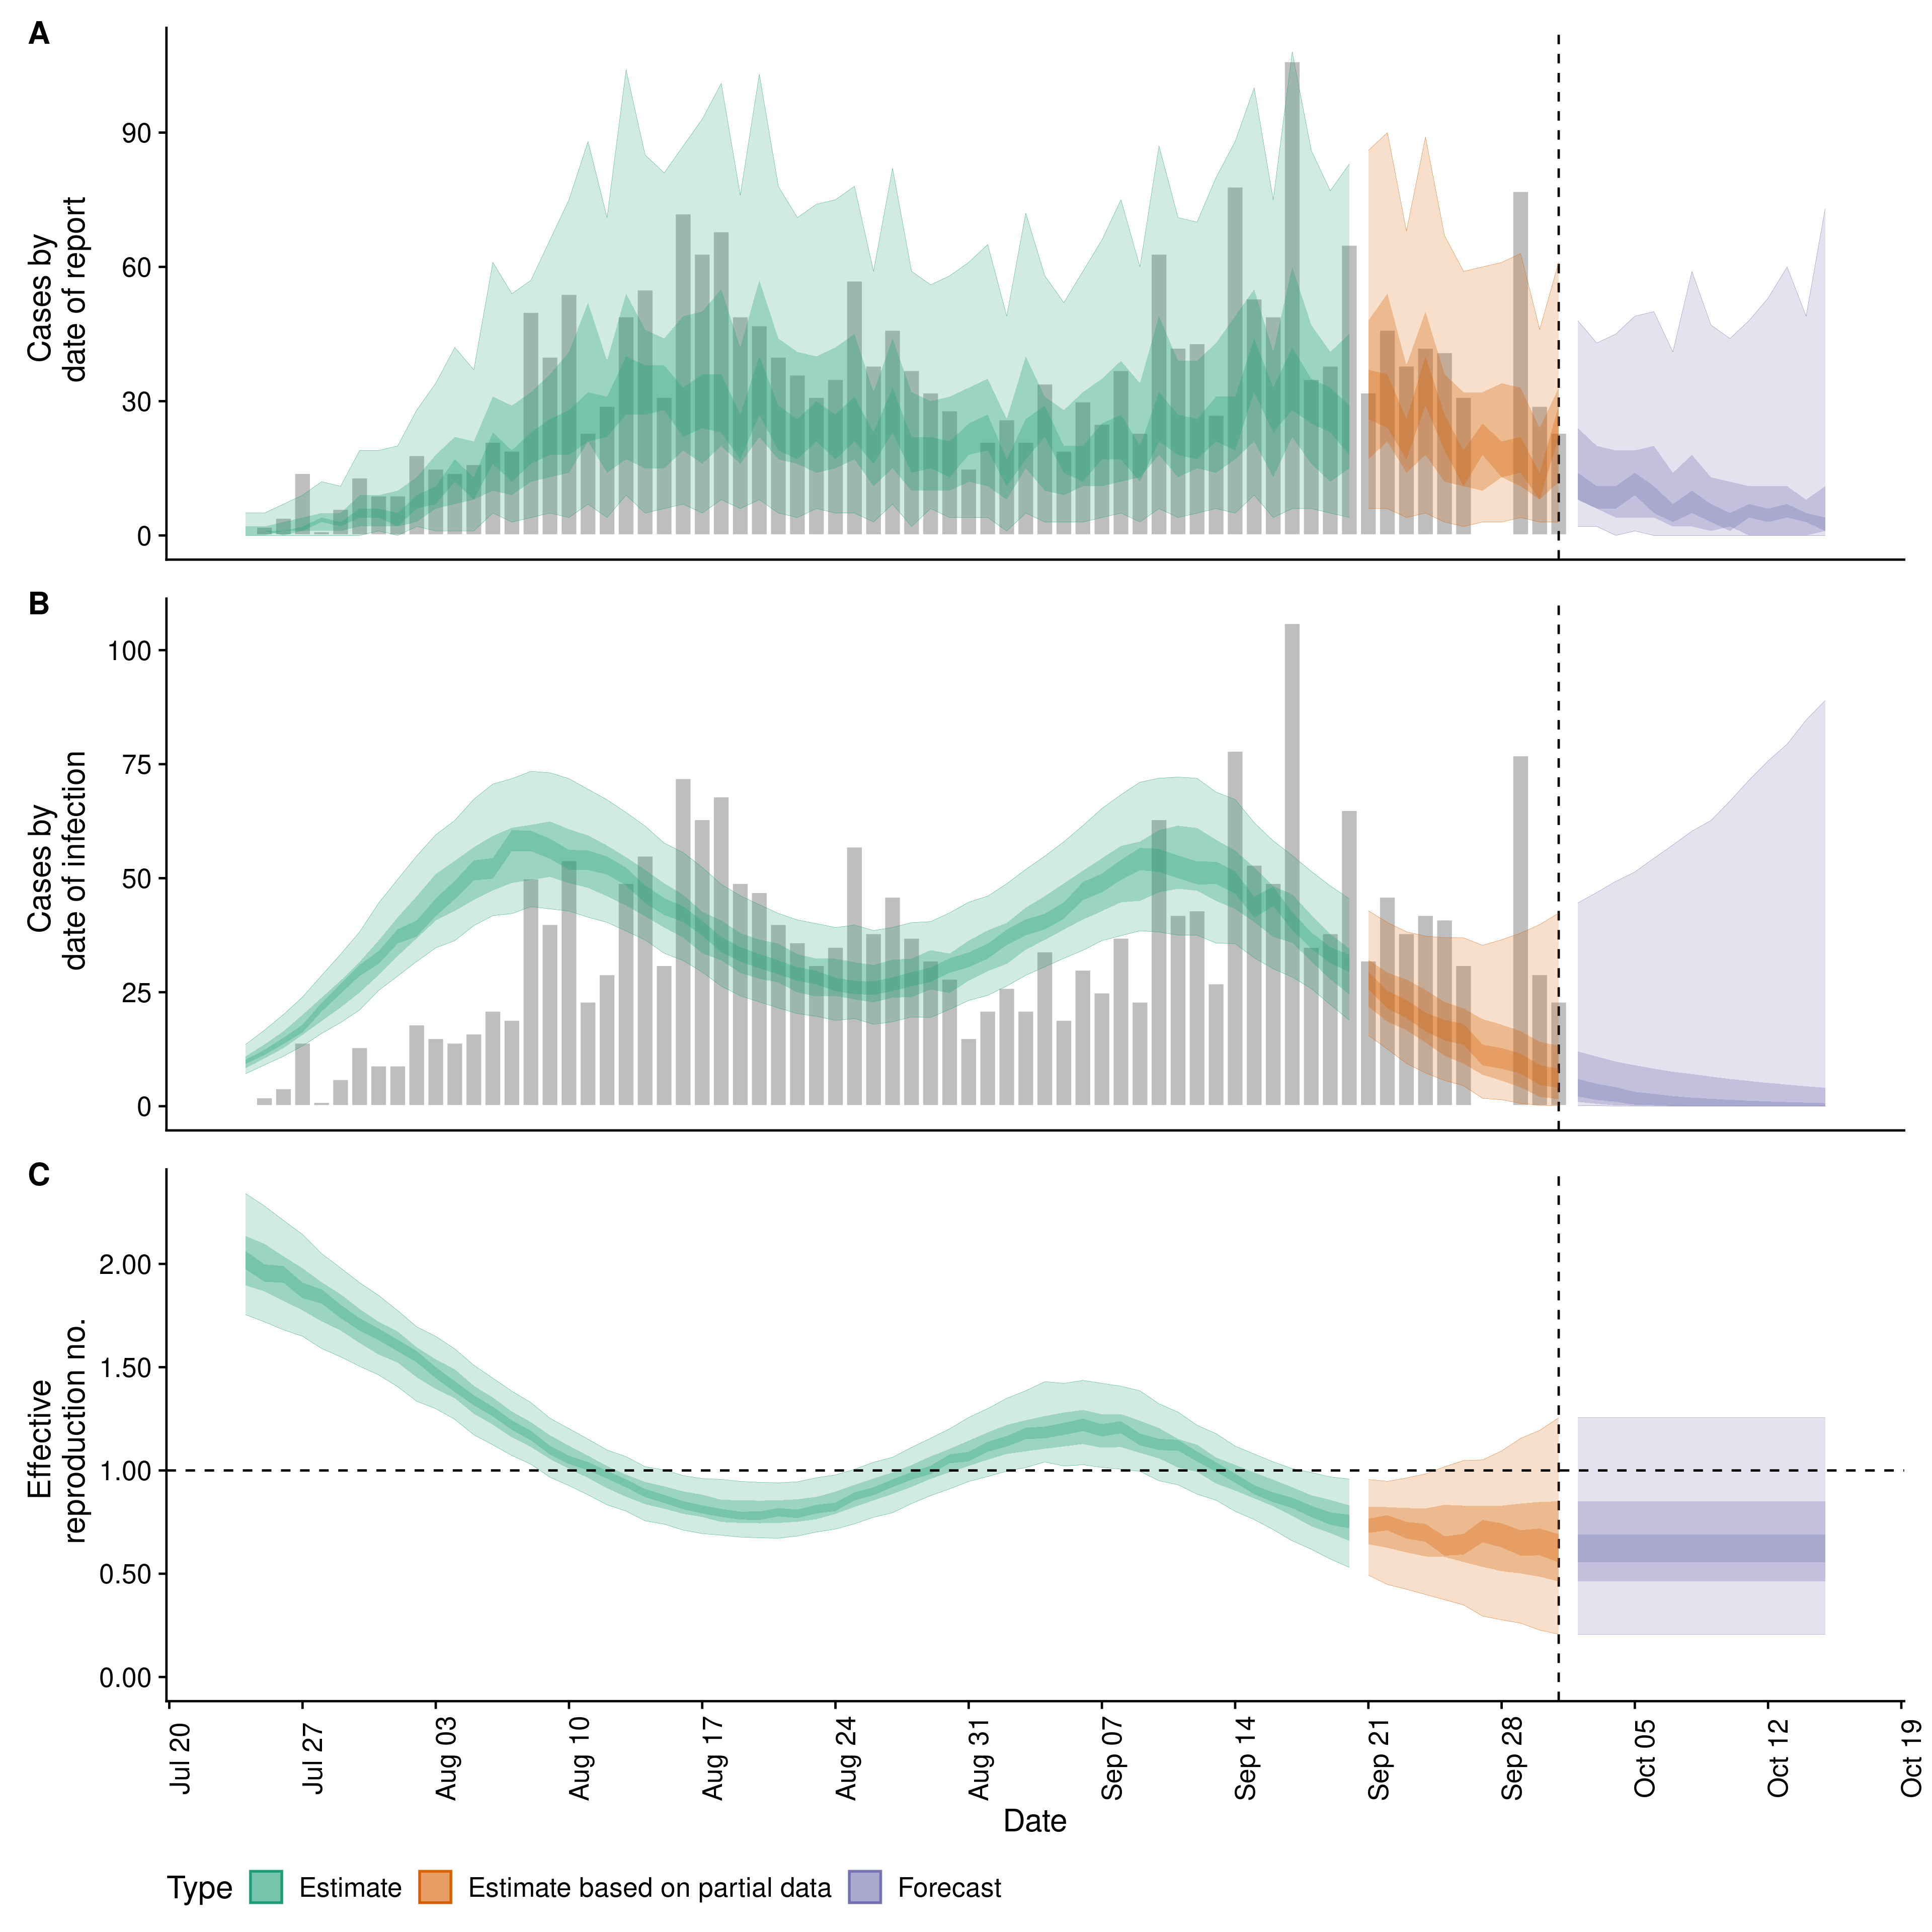 A
90
60
30
0
Cases by
date of report
B
100
75
50
25
0
Cases by
date of infection
C
2.00
1.50
1.00
0.50
0.00
Effective
reproduction no.
Jul 20
Jul 27
Aug 03
Aug 10
Aug 17
Aug 24
Aug 31
Sep 07
Sep 14
Sep 21
Sep 28
Oct 05
Oct 12
Oct 19
Date
Type Estimate Estimate based on partial data Forecast